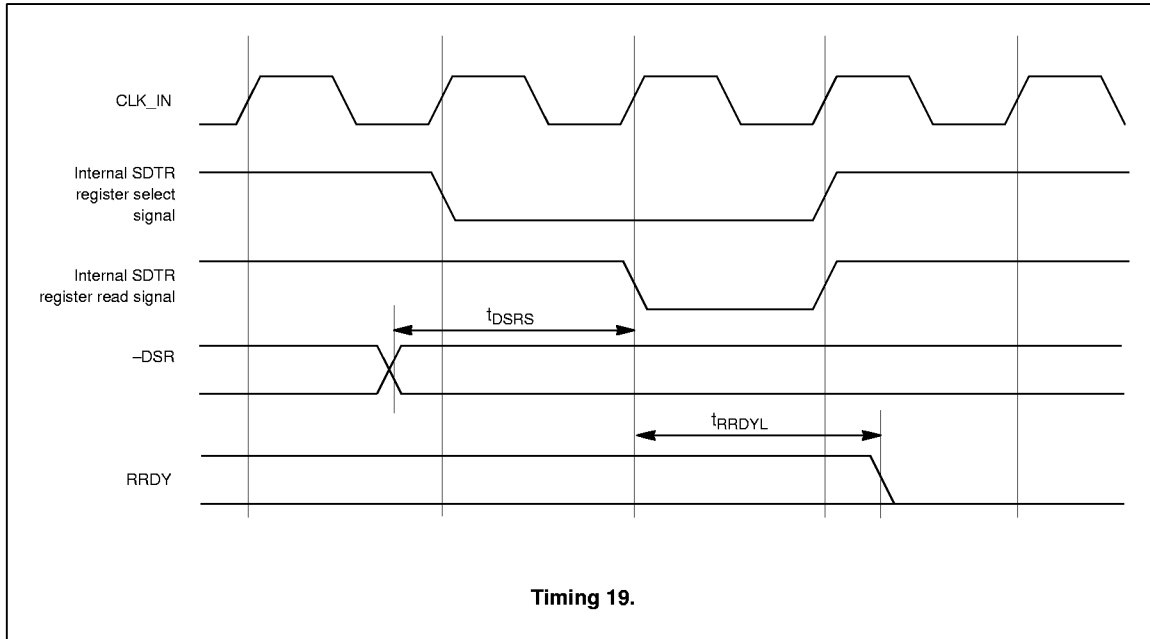 CLK_IN
Internal SDTR
register select
signal
Internal SDTR
register read signal
tDSRS
–DSR
tRRDYL
RRDY
Timing 19.